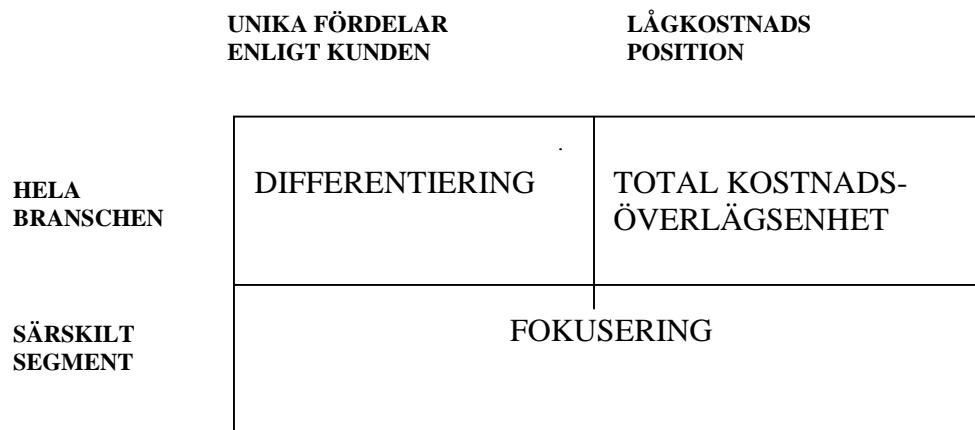 UNIKA FÖRDELAR
ENLIGT KUNDEN
LÅGKOSTNADS
POSITION
HELA
BRANSCHEN
DIFFERENTIERING
TOTAL KOSTNADS-
ÖVERLÄGSENHET
SÄRSKILT
SEGMENT
FOKUSERING